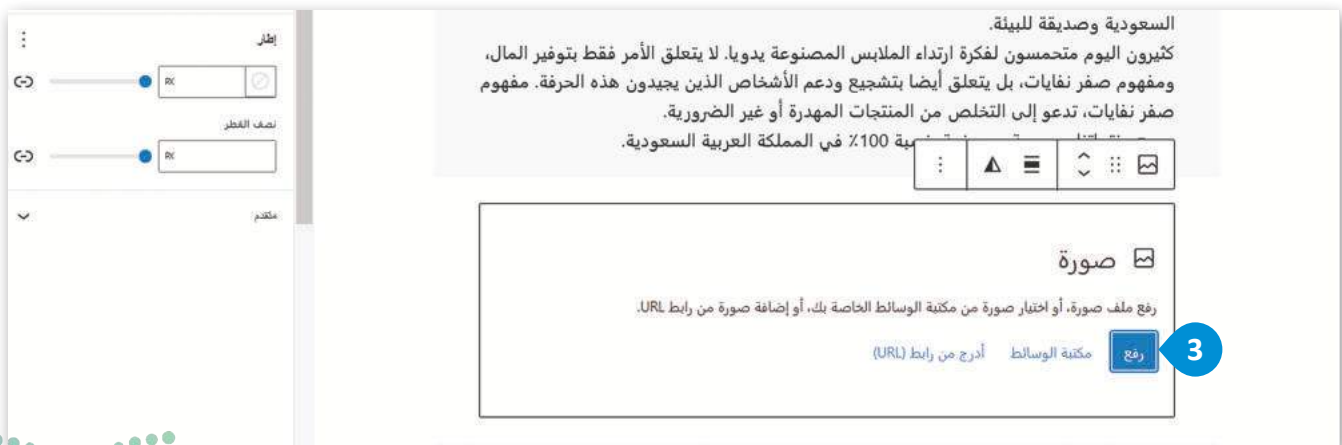 السعودية وصديقة للبيئة.
كثيرون اليوم متحمسون لفكرة ارتداء الملابس المصنوعة يدويا. لا يتعلق الأمر فقط بتوفير المال،
ومفهوم صفر نفايات، بل يتعلق أيضا بتشجيع ودعم الأشخاص الذين يجيدون هذه الحرفة. مفهوم
صفر نفايات، تدعو إلى التخلص من المنتجات المهدرة أو غير الضرورية.
100٪ في المملكة العربية السعودية.
صورة
رفع ملف صورة، أو اختيار صورة من مكتبة الوسائط الخاصة بك، أو إضافة صورة من رابط URL.
رفع مكتبة الوسائط أدرج من رابط (URL)
3
إطار
PX
نصف القطر
PX
متقدم